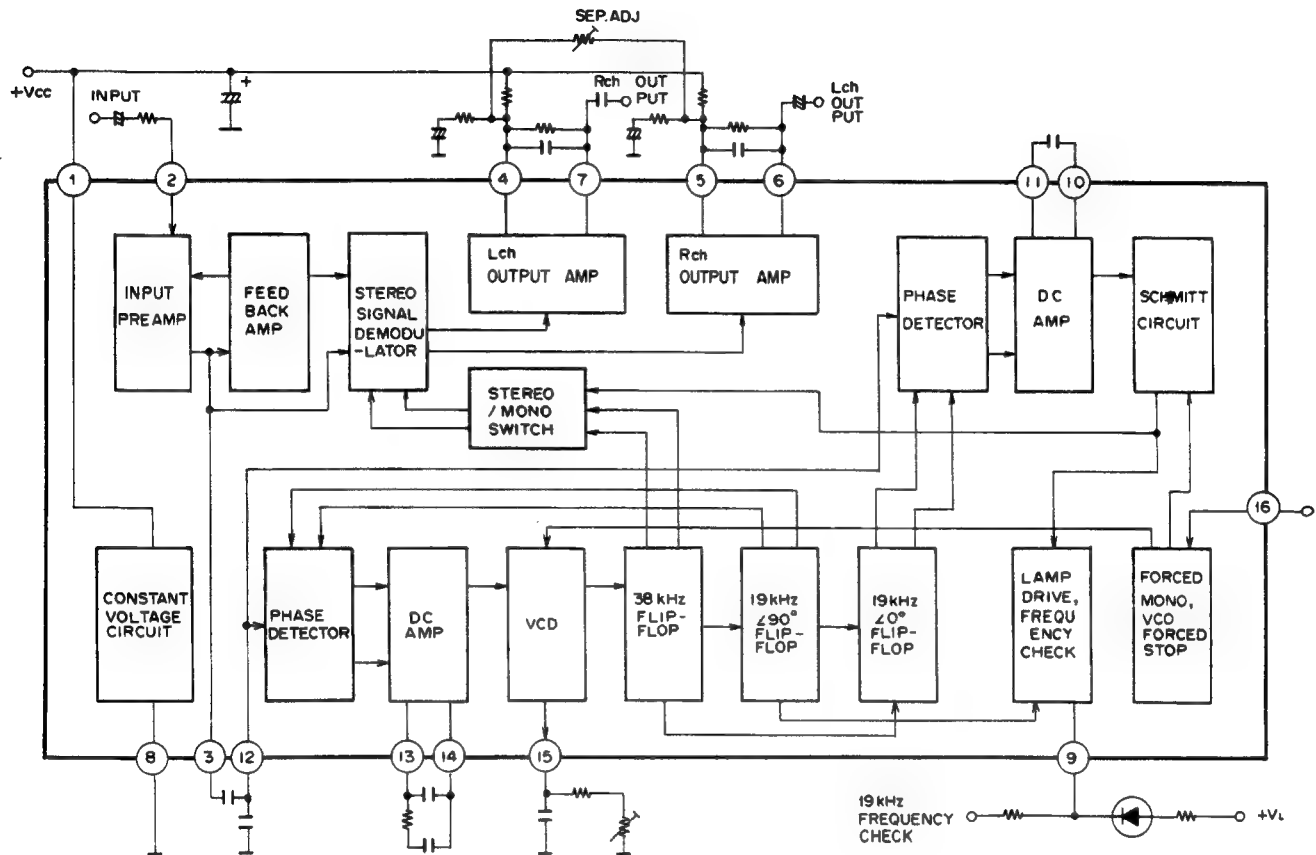 SEP.ADJ
+Vcc
INPUT
+
Rch
OUT
PUT
Lch
OUT
PUT
1
2
4
7
5
6
11
10
INPUT
PREAMP
FEED
BACK
AMP
STEREO
SIGNAL
DEMODU
-LATOR
Lch
OUTPUT AMP
Rch
OUTPUT AMP
PHASE
DETECTOR
DC
AMP
SCHMITT
CIRCUIT
STEREO
/ MONO
SWITCH
16
CONSTANT
VOLTAGE
CIRCUIT
PHASE
DETECTOR
DC
AMP
VCD
38kHz
FLIP-
FLOP
19kHz
∠90°
FLIP-
FLOP
19kHz
∠0°
FLIP-
FLOP
LAMP
DRIVE,
FREQU
ENCY
CHECK
FORCED
MONO,
VCO
FORCED
STOP
8
3
12
13
14
15
9
19kHz
FREQUENCY
CHECK
+VL